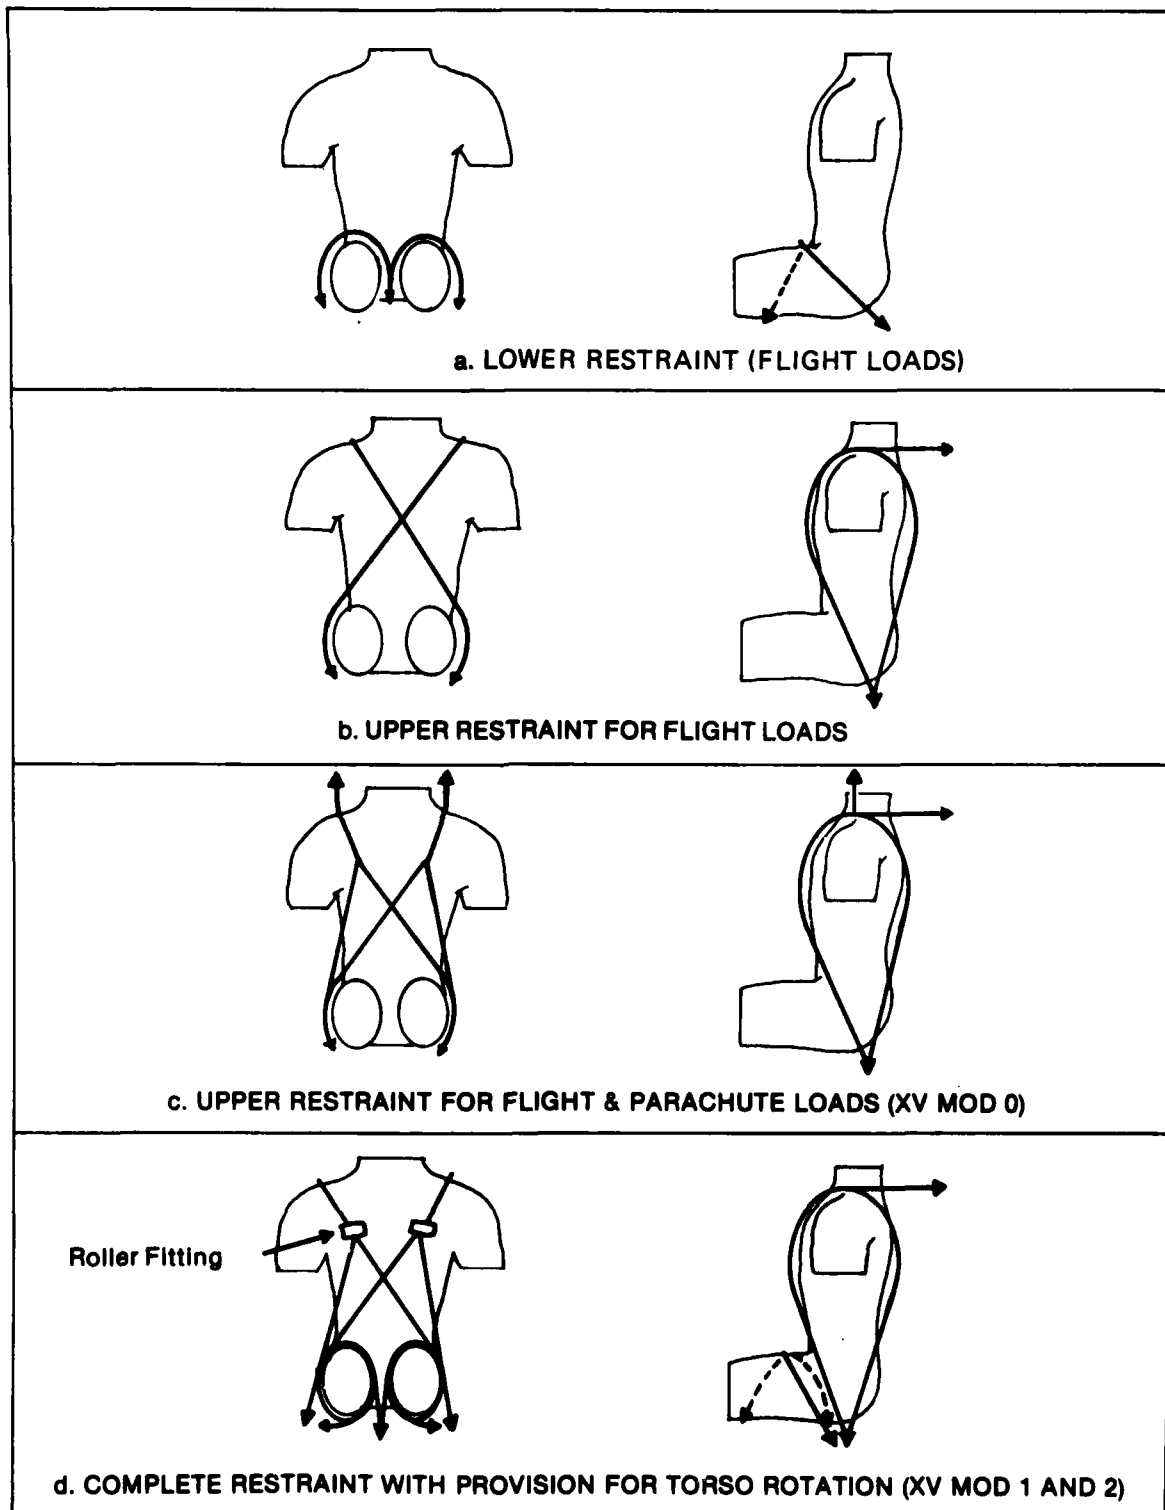 a. LOWER RESTRAINT (FLIGHT LOADS)
b. UPPER RESTRAINT FOR FLIGHT LOADS
c. UPPER RESTRAINT FOR FLIGHT & PARACHUTE LOADS (XV MOD 0)
Roller Fitting
d. COMPLETE RESTRAINT WITH PROVISION FOR TORSO ROTATION (XV MOD 1 AND 2)